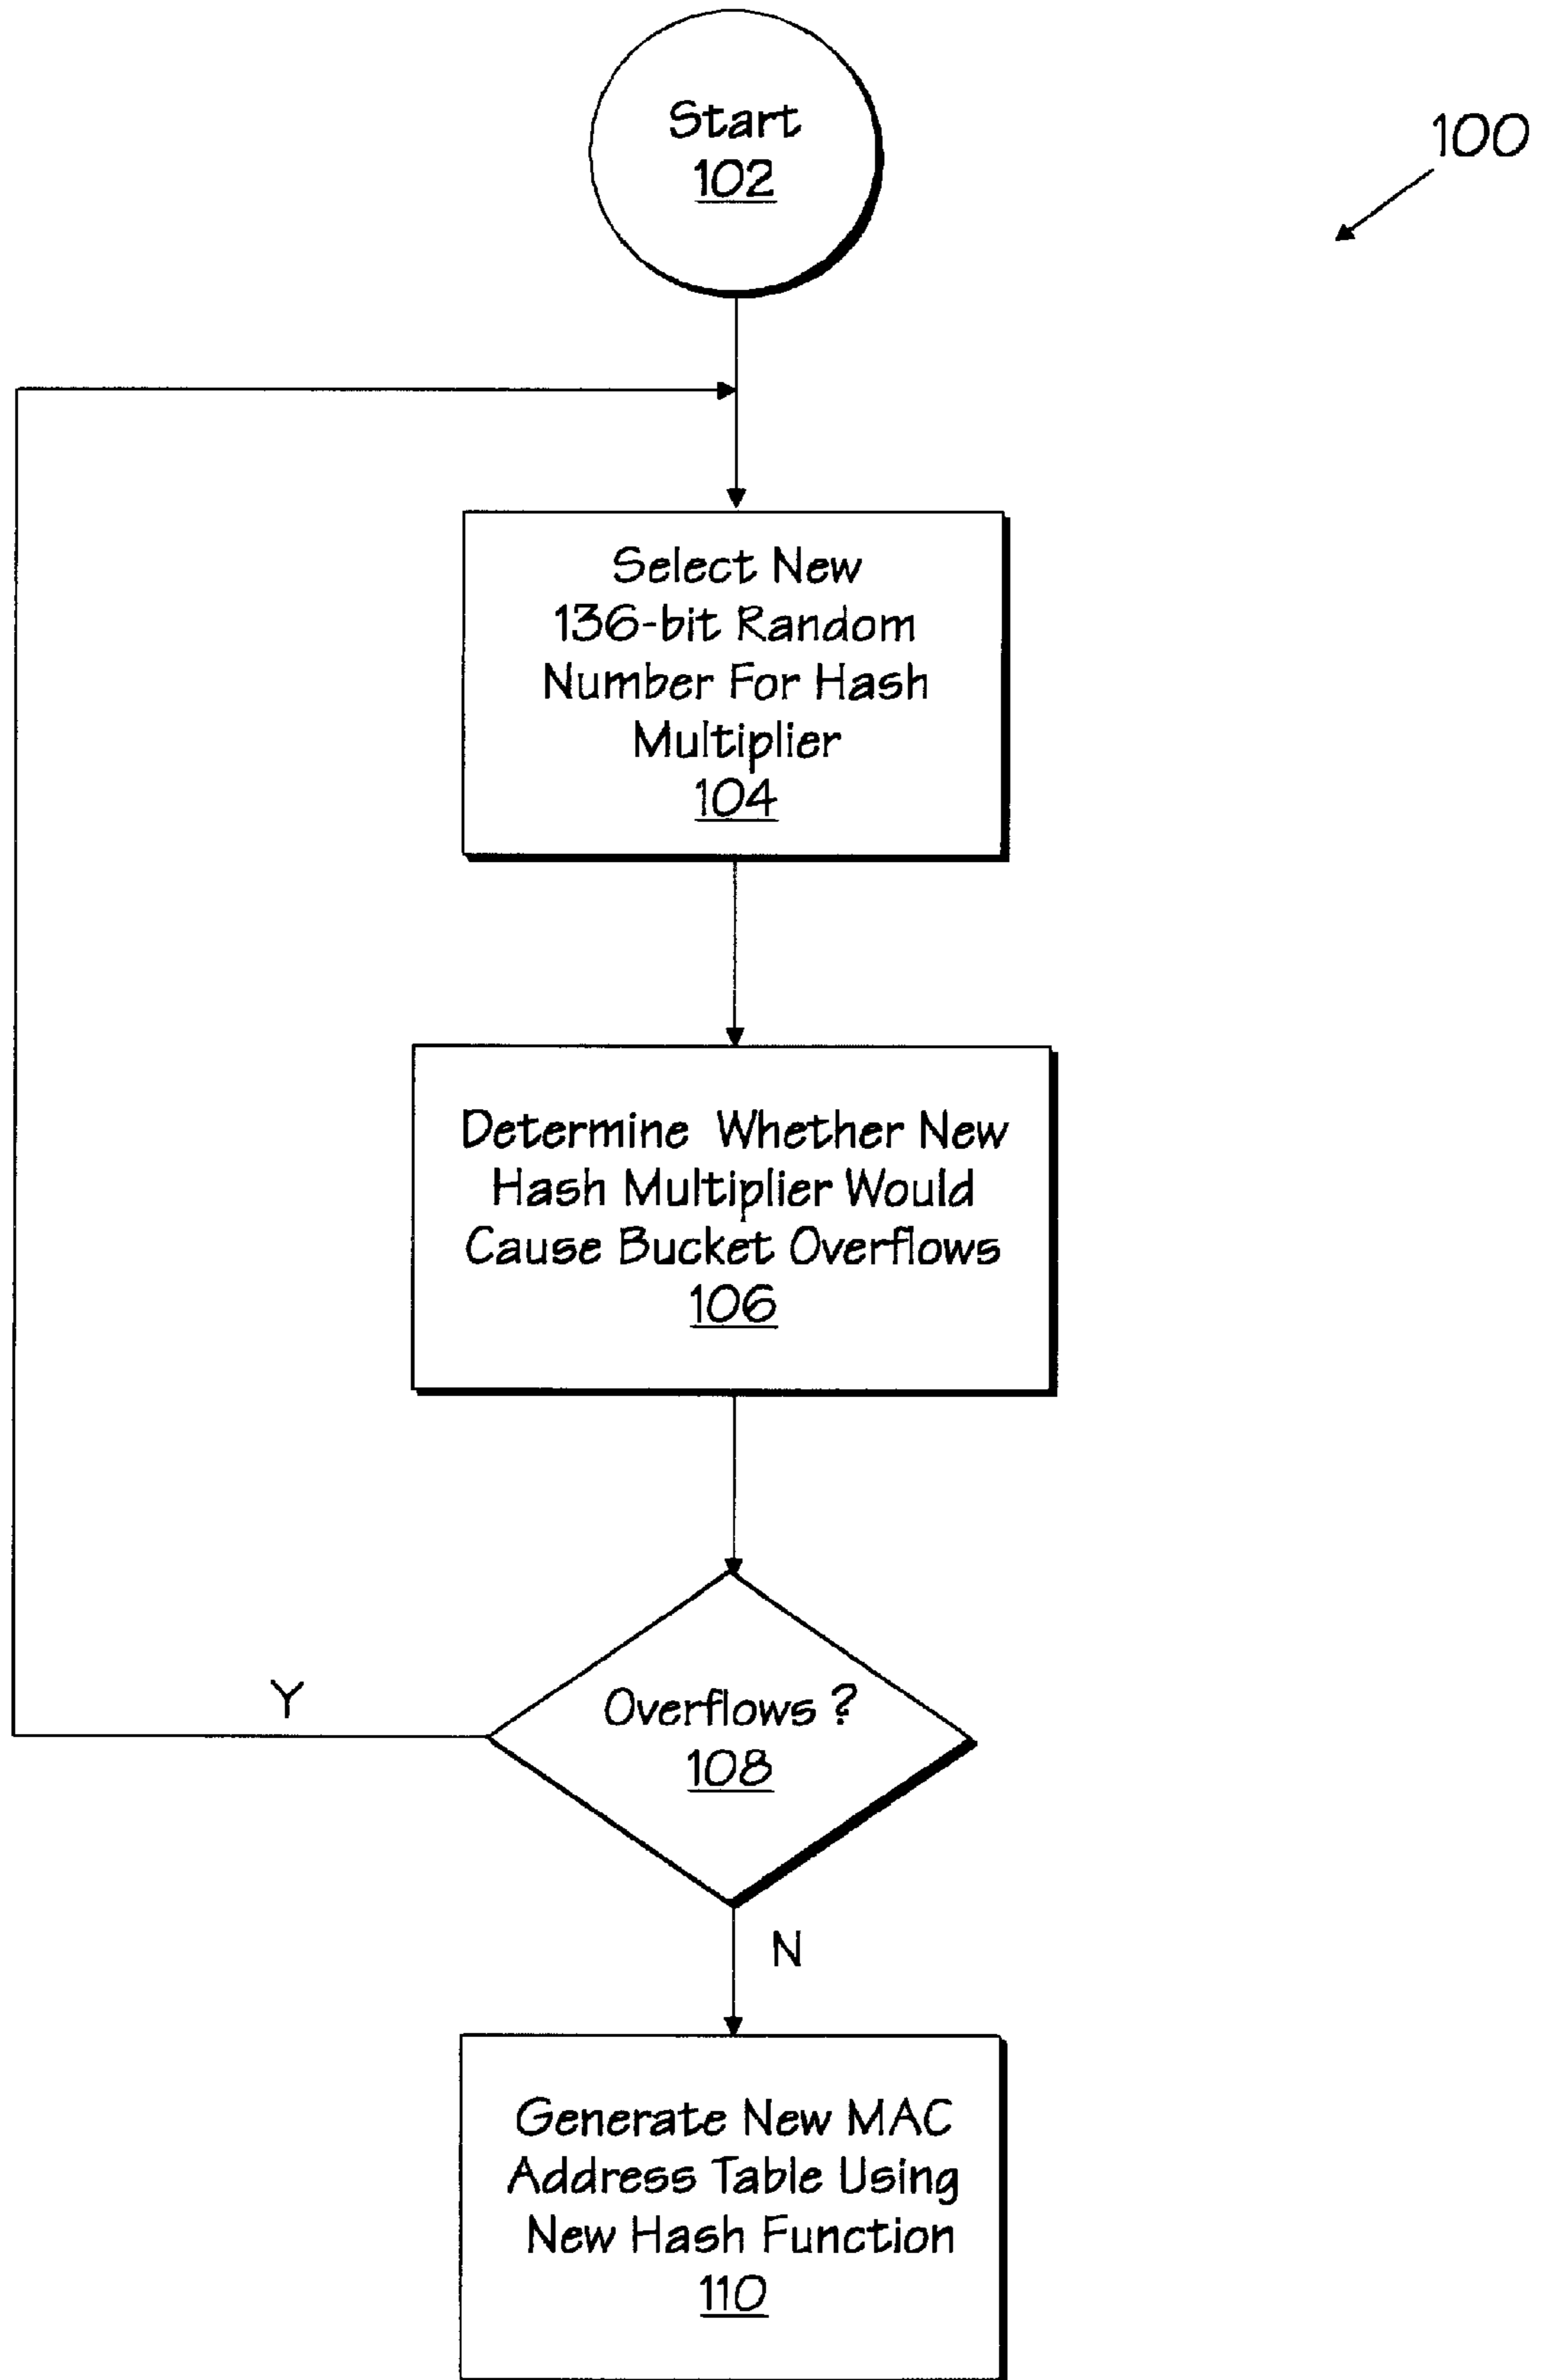 Start
102
100
Select New
136-bit Random
Number For Hash
Multiplier
104
Determine Whether New
Hash Multiplier Would
Cause Bucket Overflows
106
Overflows ?
108
Y
N
Generate New MAC
Address Table Using
New Hash Function
110